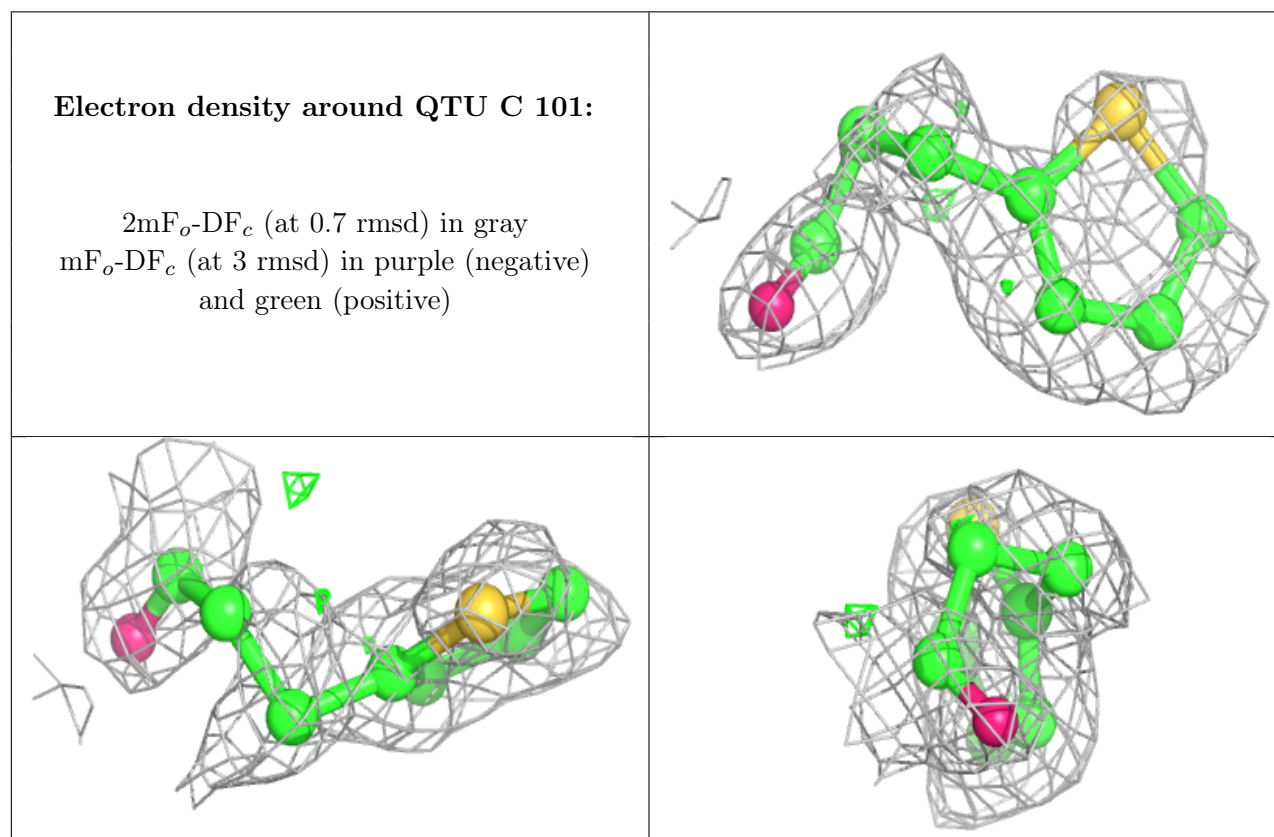 Electron density around QTU C 101:
2mFo-DFc (at 0.7 rmsd) in gray
mFo-DFc (at 3 rmsd) in purple (negative)
and green (positive)